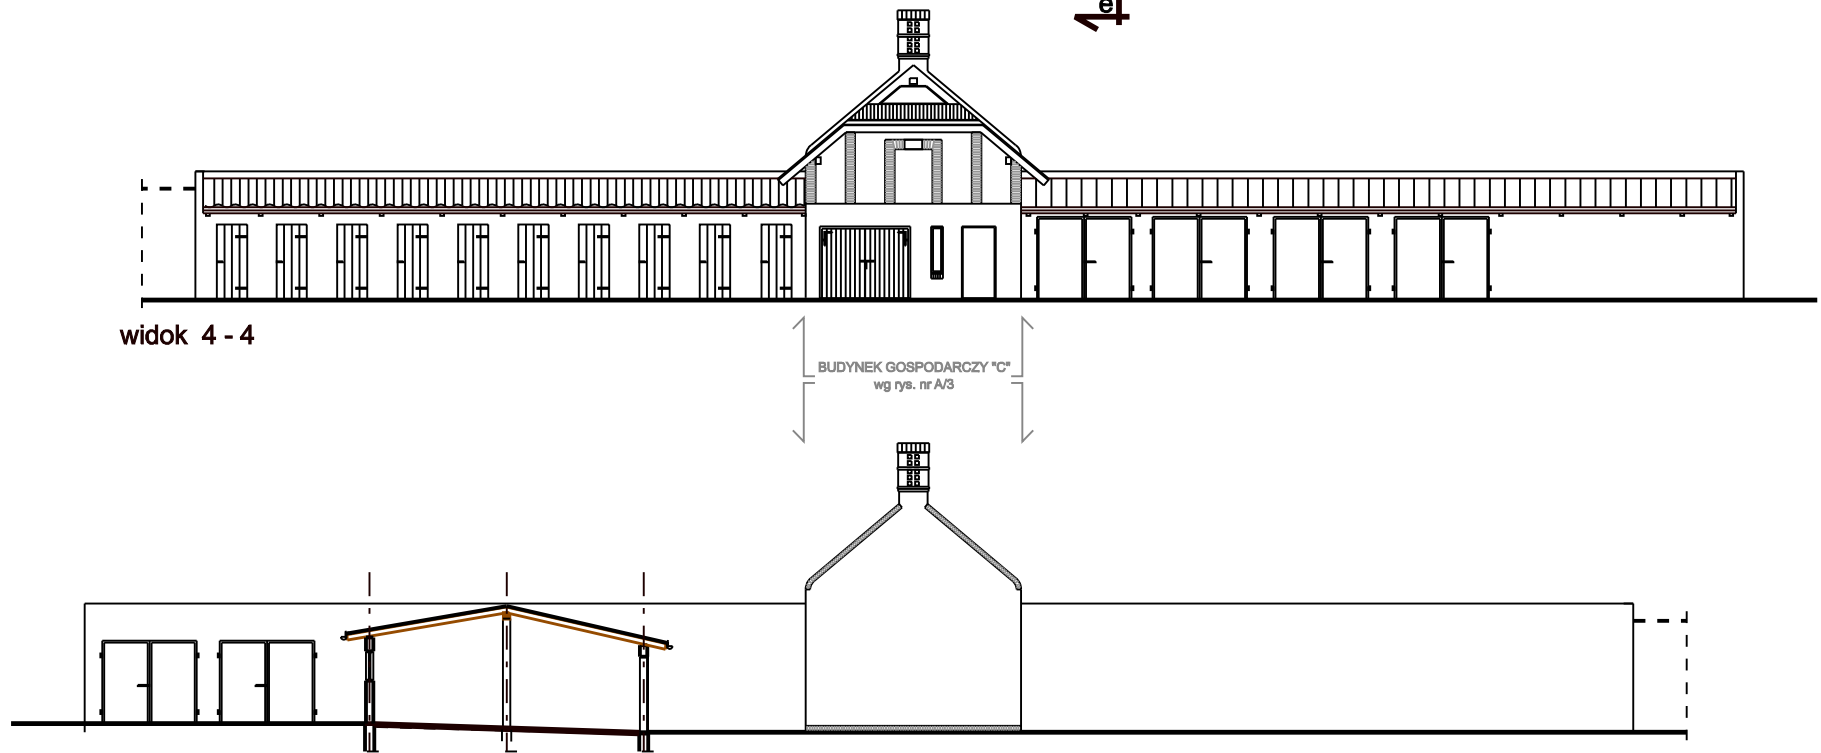 widok 4 - 4
BUDYNEK GOSPODARCZY "C"
wg rys. nr A/3